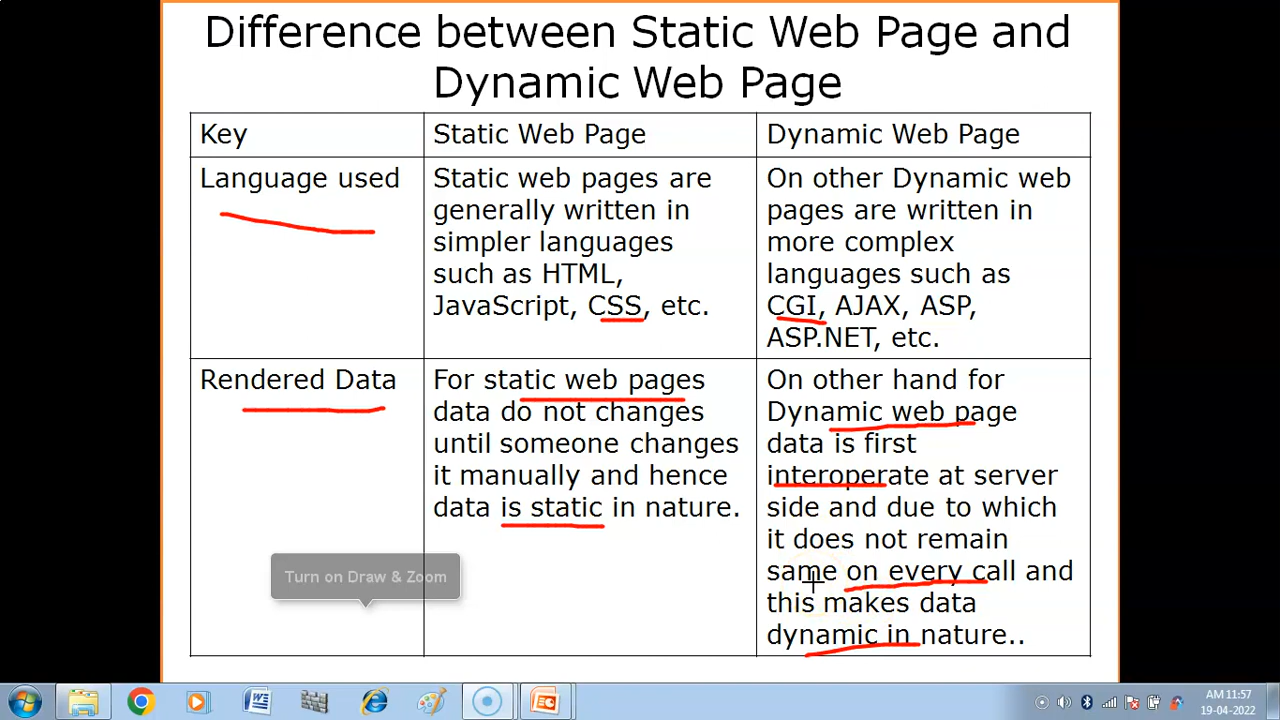 Difference between Static Web Page and
Dynamic Web Page
Key
Static Web Page
Dynamic Web Page
Language used
Static web pages are
generally written in
simpler languages
such as HTML,
JavaScript, CSS, etc.
On other Dynamic web
pages are written in
more complex
languages such as
CGI, AJAX, ASP,
ASP.NET, etc.
Rendered Data
For static web pages
data do not changes
until someone changes
it manually and hence
data is static in nature.
On other hand for
Dynamic web page
data is first
interoperate at server
side and due to which
it does not remain
same on every call and
this makes data
dynamic in nature..
Turn on Draw & Zoom
AM 11:57
19-04-2022